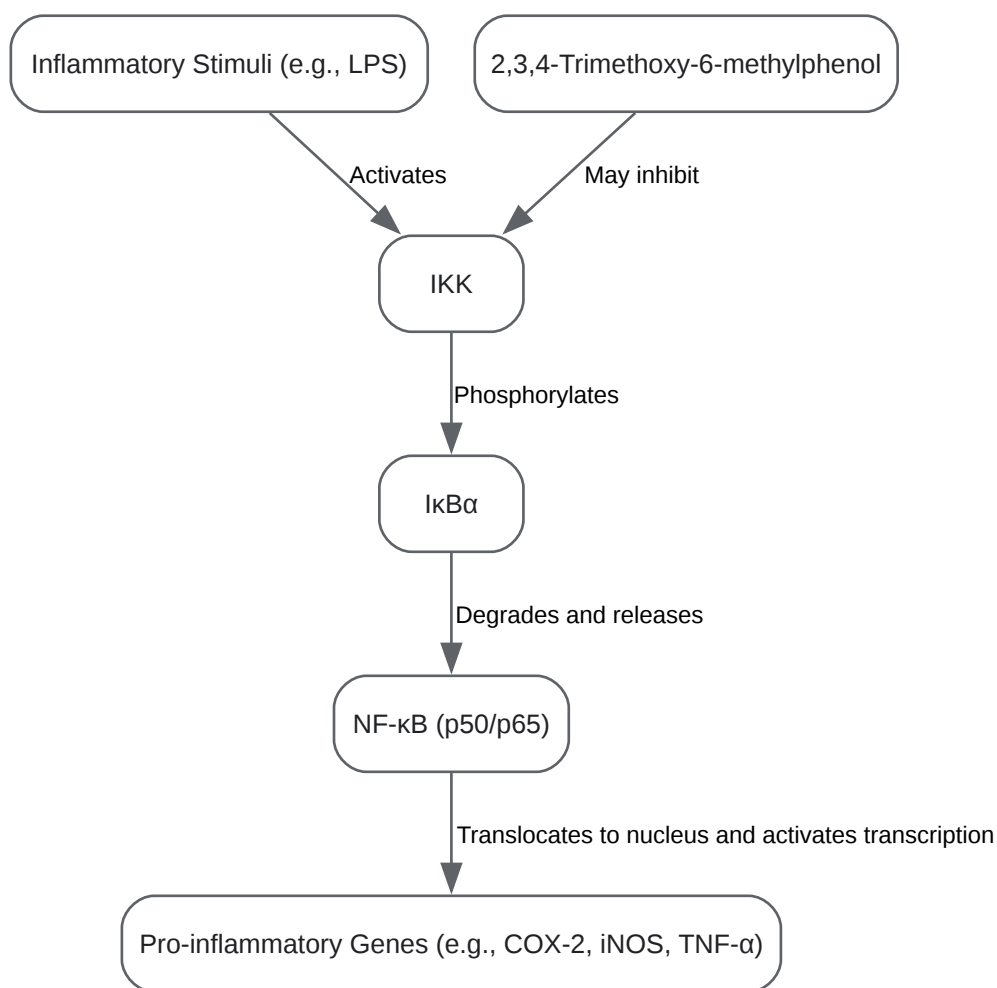 Inflammatory Stimuli (e.g., LPS)
2,3,4-Trimethoxy-6-methylphenol
Activates
May inhibit
IKK
Phosphorylates
IκBα
Degrades and releases
NF-κB (p50/p65)
Translocates to nucleus and activates transcription
Pro-inflammatory Genes (e.g., COX-2, iNOS, TNF-α)